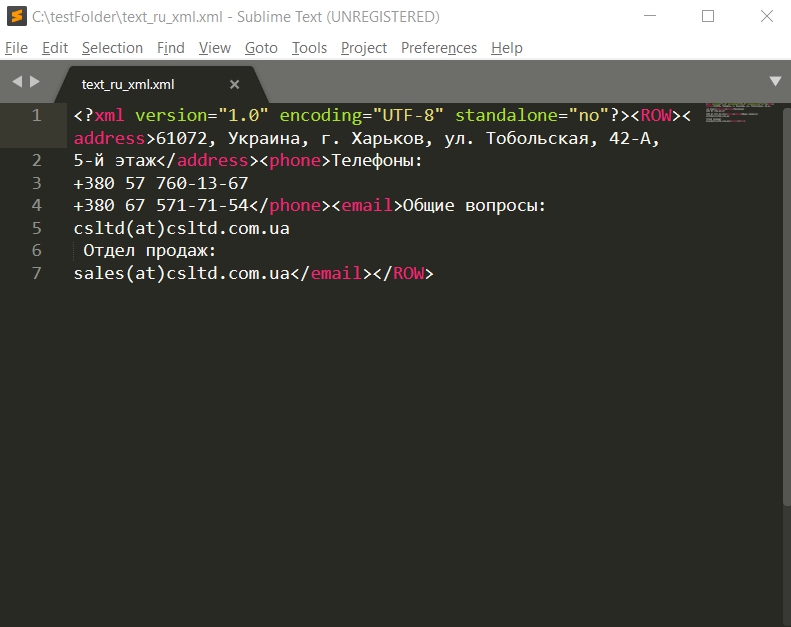 C:\testFolder\text_ru_xml.xml - Sublime Text (UNREGISTERED)
File Edit Selection Find View Goto Tools Project Preferences Help
text_ru_xml.xml
1 <?xml version="1.0" encoding="UTF-8" standalone="no"?><ROW><
address>61072, Украина, г. Харьков, ул. Тобольская, 42-А,
2 5-й этаж</address><phone>Телефоны:
3 +380 57 760-13-67
4 +380 67 571-71-54</phone><email>Общие вопросы:
5 csltd(at)csltd.com.ua
6 Отдел продаж:
7 sales(at)csltd.com.ua</email></ROW>